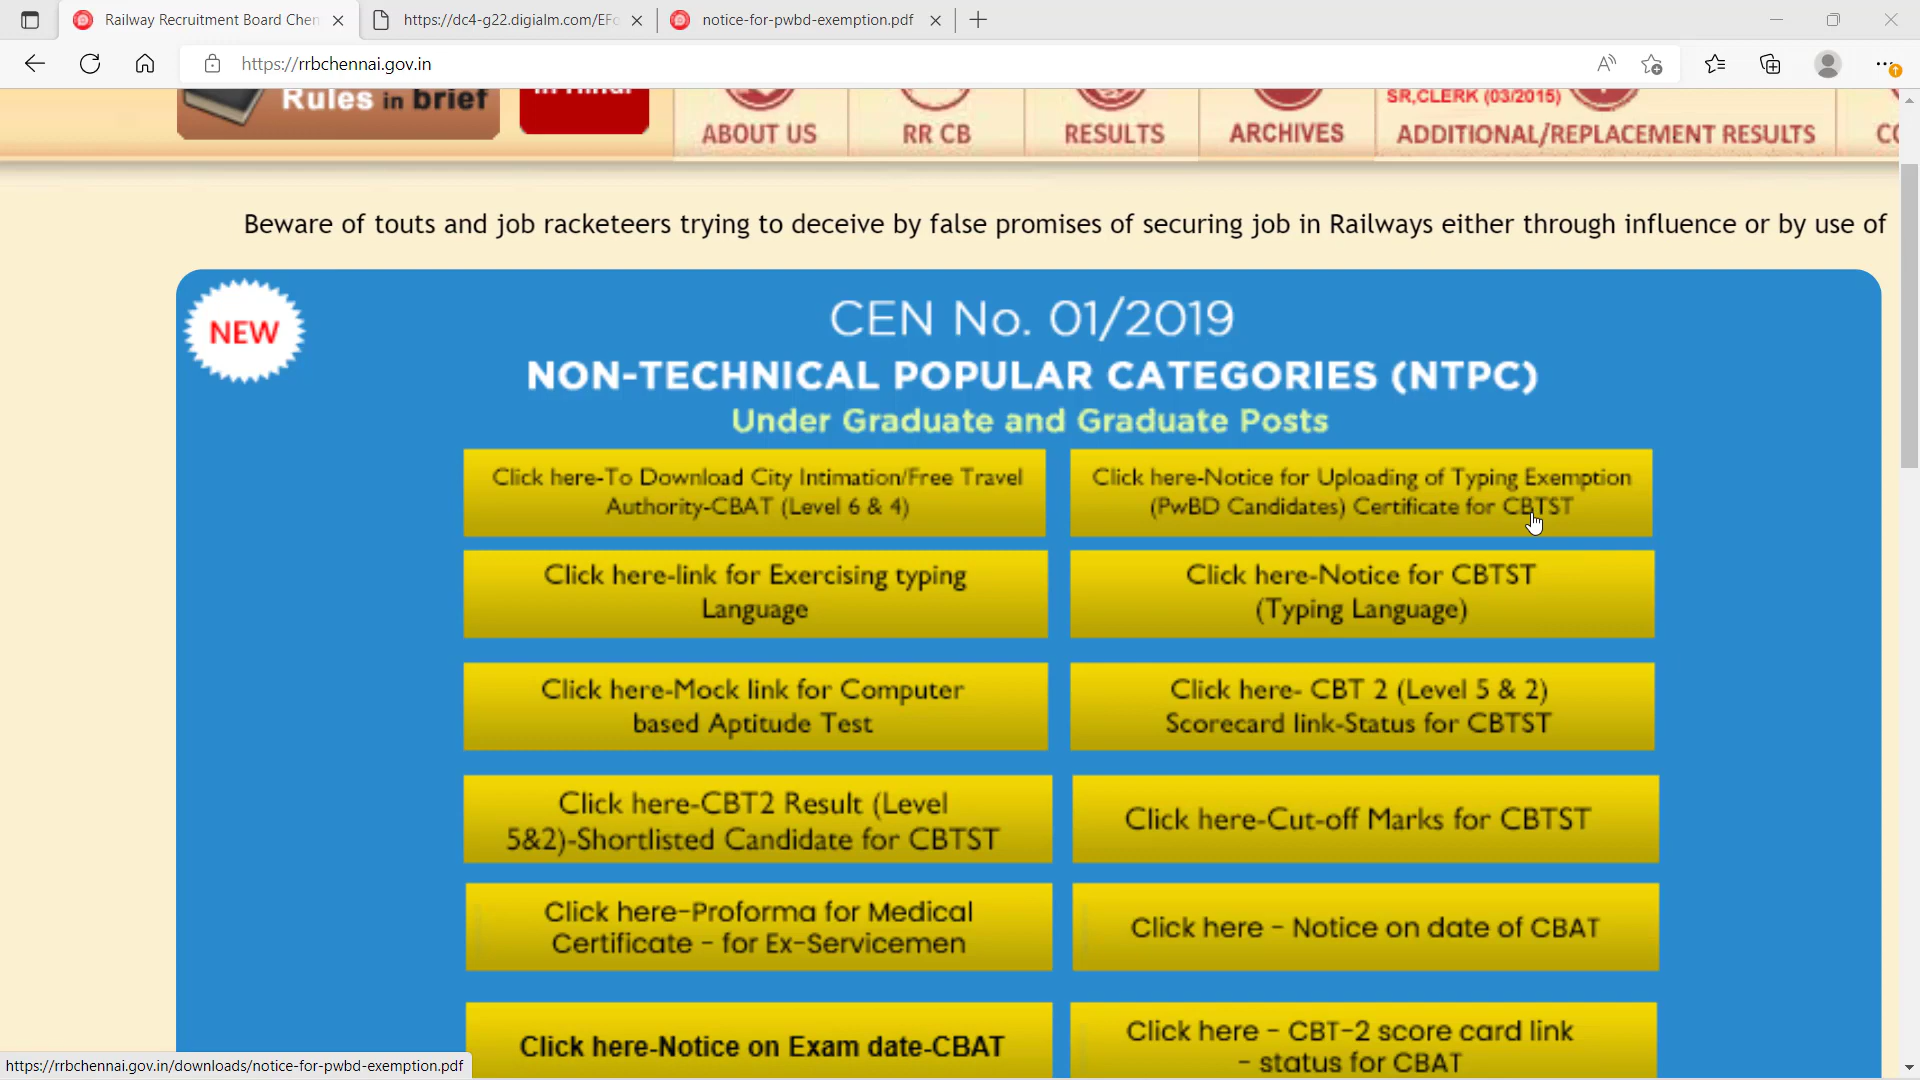 Railway Recruitment Board Chen
https://dc4-g22.digialm.com/EFo
notice-for-pwbd-exemption.pdf
https://rrbchennai.gov.in
Rules in brief
in Hindi
ABOUT US
RR CB
RESULTS
ARCHIVES
SR,CLERK (03/2015)
ADDITIONAL/REPLACEMENT RESULTS
Beware of touts and job racketeers trying to deceive by false promises of securing job in Railways either through influence or by use of
NEW
CEN No. 01/2019
NON-TECHNICAL POPULAR CATEGORIES (NTPC)
Under Graduate and Graduate Posts
Click here-To Download City Intimation/Free Travel
Authority-CBAT (Level 6 & 4)
Click here-Notice for Uploading of Typing Exemption
(PwBD Candidates) Certificate for CBTST
Click here-link for Exercising typing
Language
Click here-Notice for CBTST
(Typing Language)
Click here-Mock link for Computer
based Aptitude Test
Click here- CBT 2 (Level 5 & 2)
Scorecard link-Status for CBTST
Click here-CBT2 Result (Level
5&2)-Shortlisted Candidate for CBTST
Click here-Cut-off Marks for CBTST
Click here-Proforma for Medical
Certificate - for Ex-Servicemen
Click here - Notice on date of CBAT
Click here-Notice on Exam date-CBAT
Click here - CBT-2 score card link
- status for CBAT
https://rrbchennai.gov.in/downloads/notice-for-pwbd-exemption.pdf